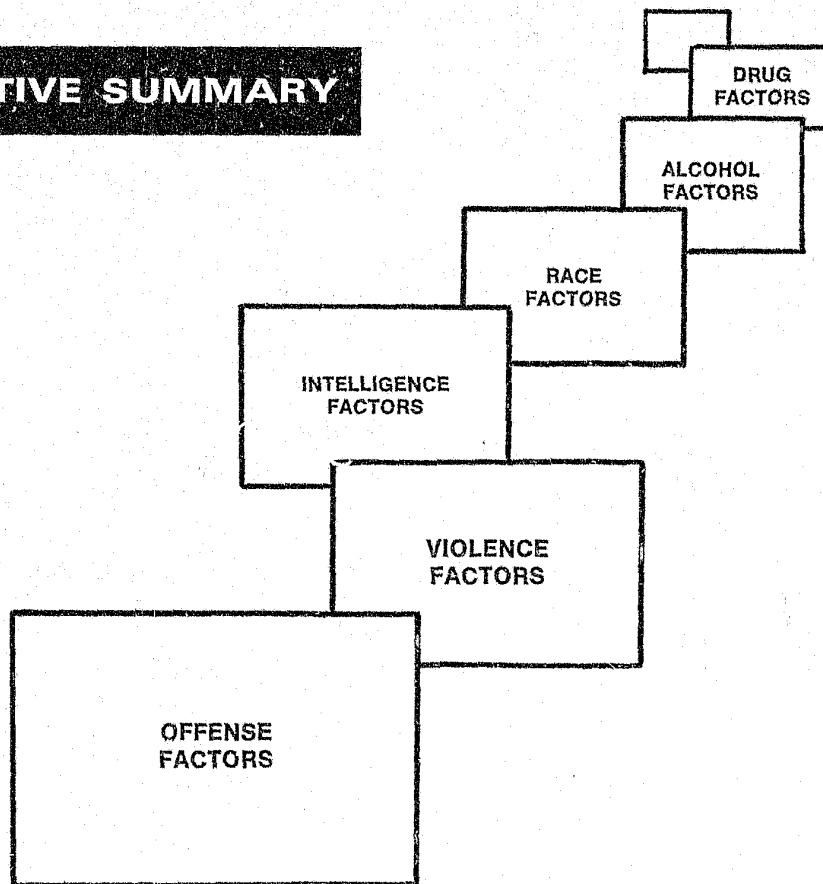 TIVE SUMMARY
DRUG
FACTORS
ALCOHOL
FACTORS
RACE
FACTORS
INTELLIGENCE
FACTORS
VIOLENCE
FACTORS
OFFENSE
FACTORS